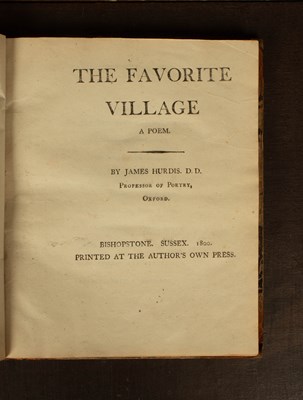 THE FAVORITE
VILLAGE
A POEM.
BY JAMES HURDIS. D. D.
PROFESSOR OF POETRY,
OXFORD.
BISHOPSTONE, SUSSEX. 1800.
PRINTED AT THE AUTHOR'S OWN PRESS.